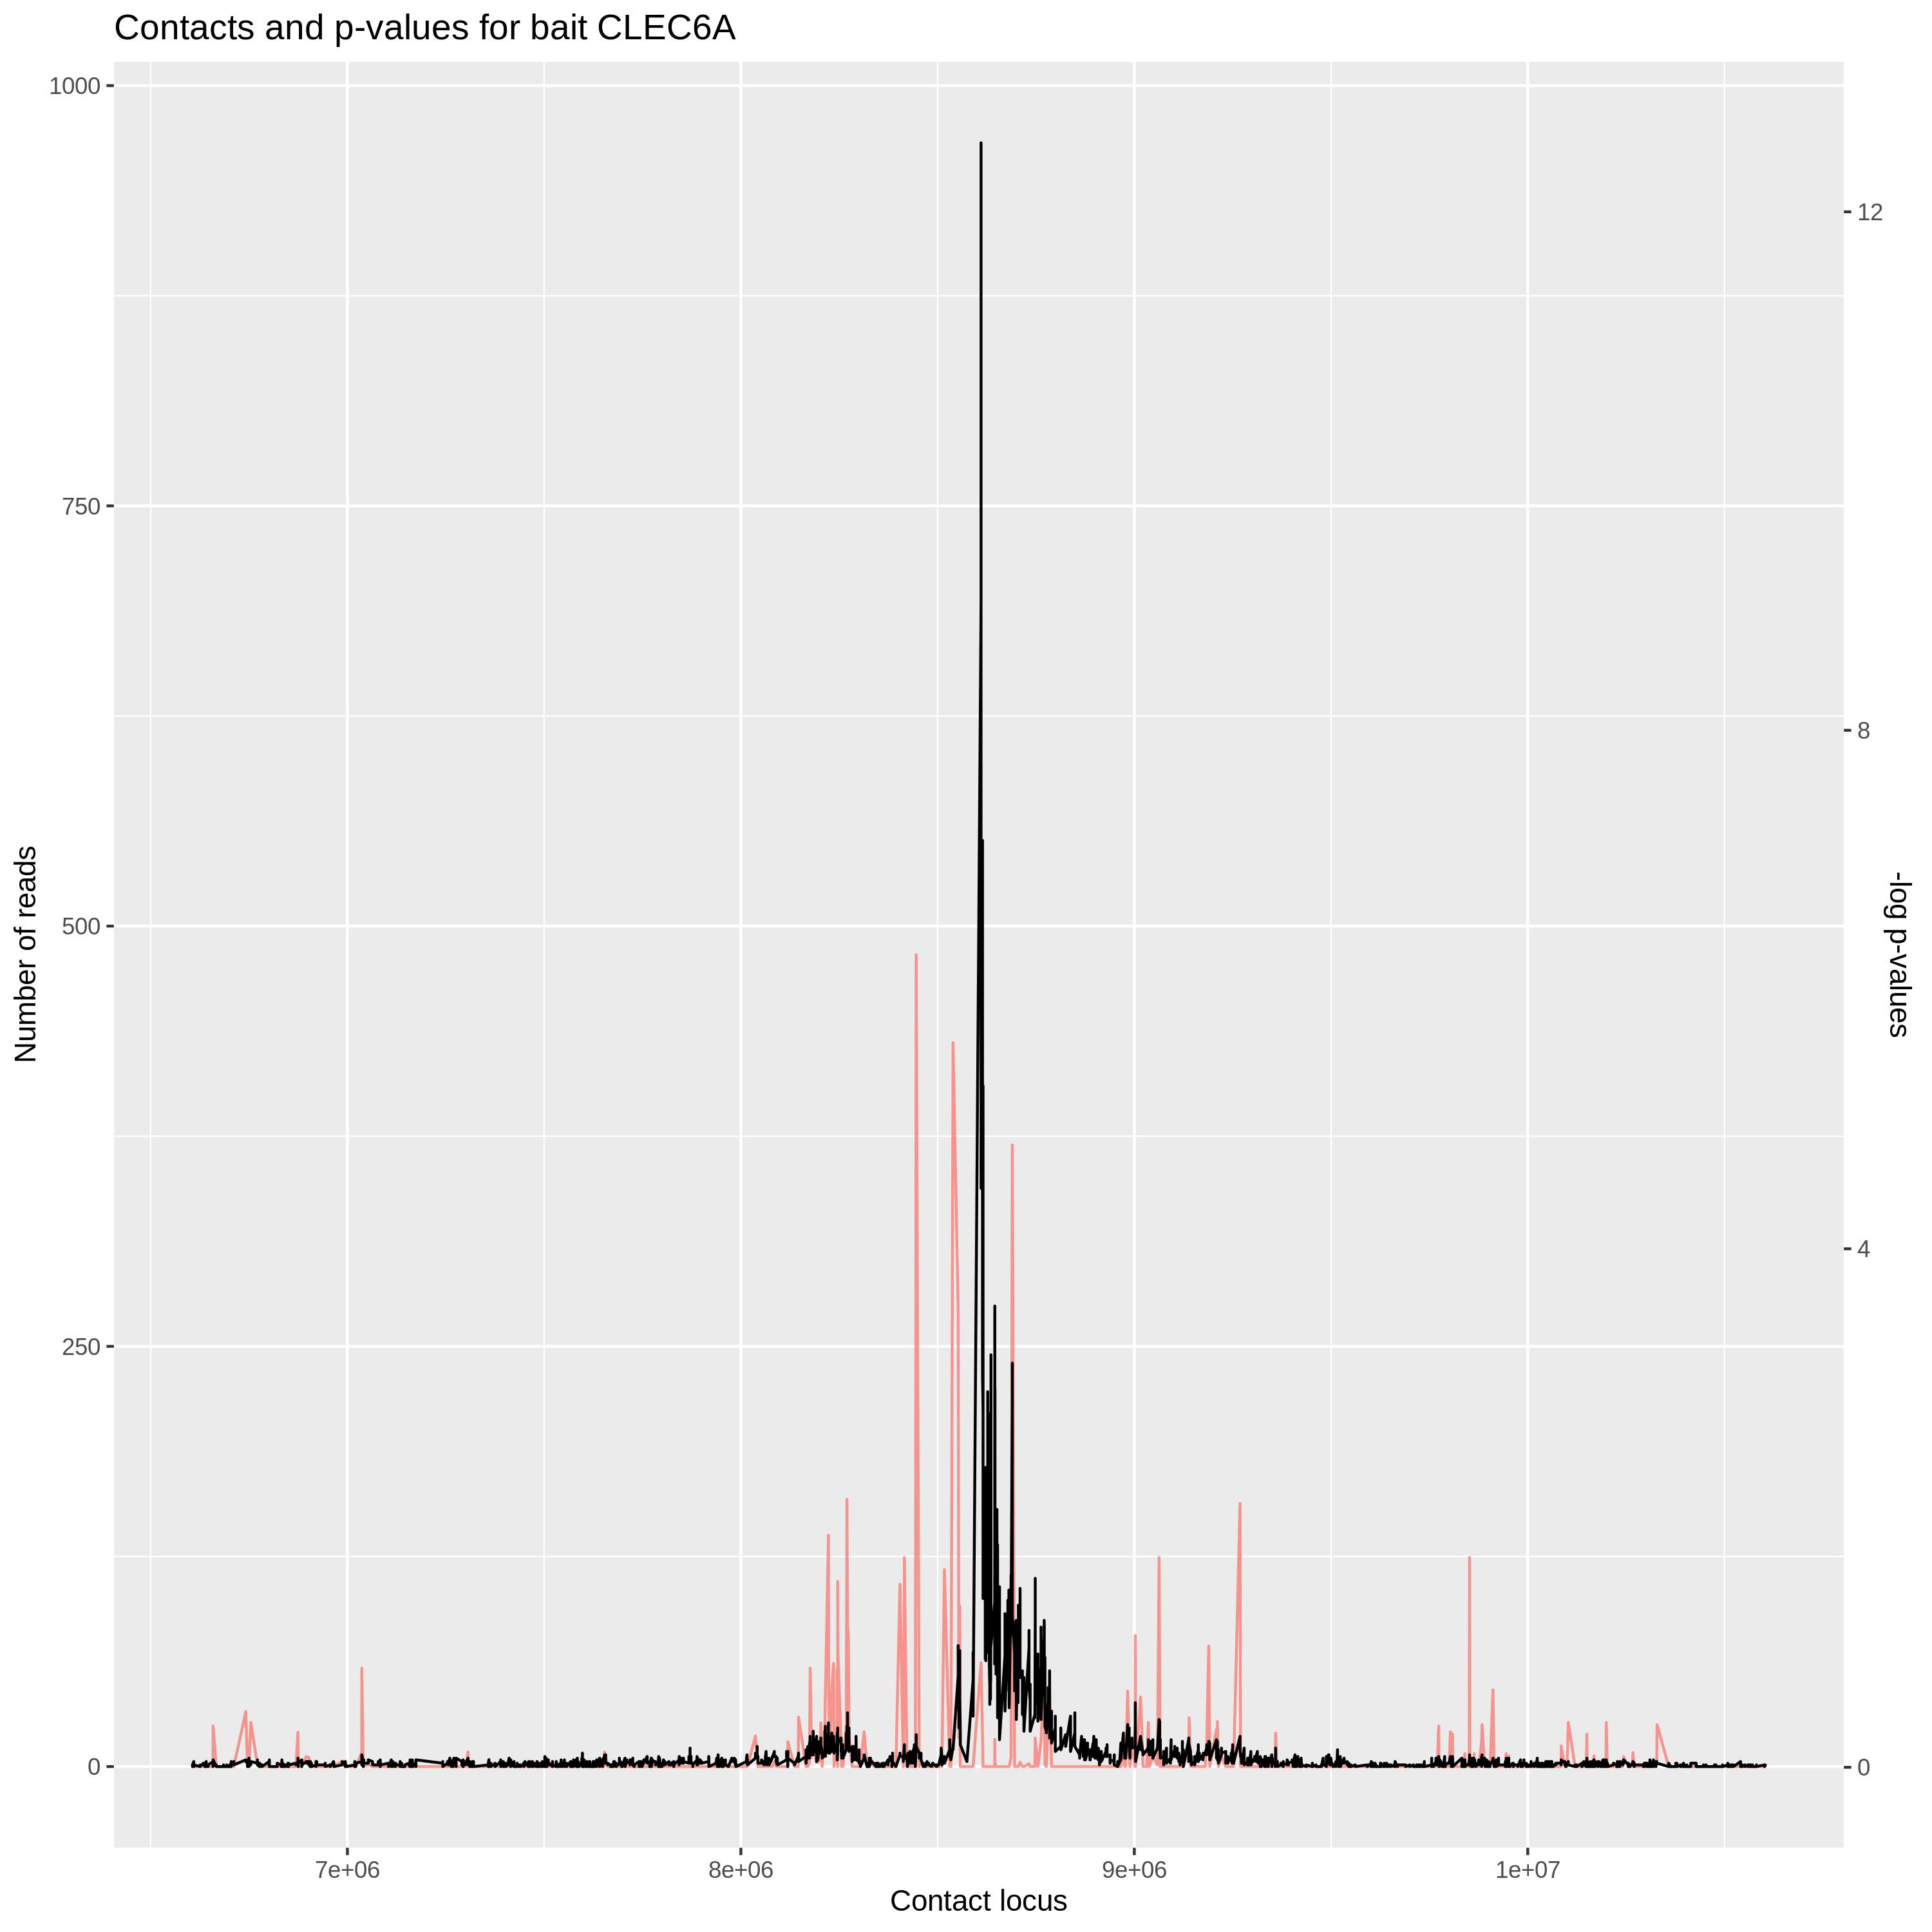 Contacts and p-values for bait CLEC6A
1000
750
500
250
0
Number of reads
12
8
4
0
-log p-values
7e+06
8e+06
9e+06
1e+07
Contact locus